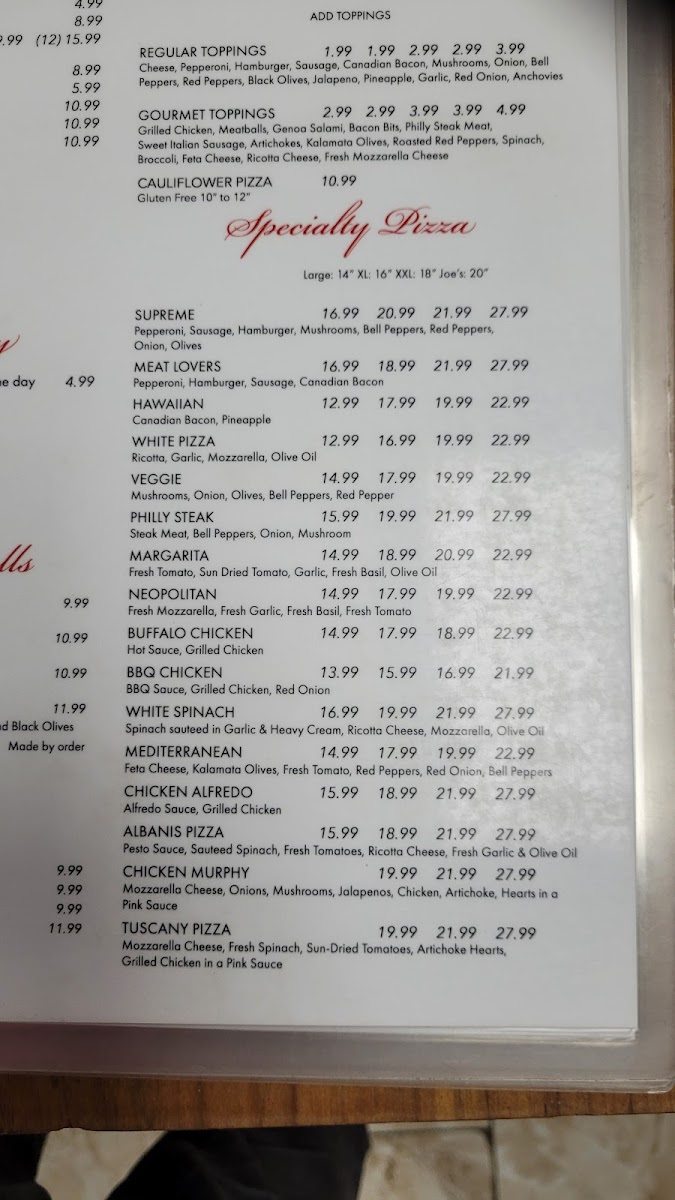 4.99
8.99
9.99 (12) 15.99
8.99
5.99
10.99
10.99
10.99
he day 4.99
lls
9.99
10.99
10.99
11.99
d Black Olives
Made by order
9.99
9.99
9.99
11.99
ADD TOPPINGS
REGULAR TOPPINGS 1.99 1.99 2.99 2.99 3.99
Cheese, Pepperoni, Hamburger, Sausage, Canadian Bacon, Mushrooms, Onion, Bell
Peppers, Red Peppers, Black Olives, Jalapeno, Pineapple, Garlic, Red Onion, Anchovies
GOURMET TOPPINGS 2.99 2.99 3.99 3.99 4.99
Grilled Chicken, Meatballs, Genoa Salami, Bacon Bits, Philly Steak Meat,
Sweet Italian Sausage, Artichokes, Kalamata Olives, Roasted Red Peppers, Spinach,
Broccoli, Feta Cheese, Ricotta Cheese, Fresh Mozzarella Cheese
CAULIFLOWER PIZZA 10.99
Gluten Free 10" to 12"
Specialty Pizza
Large: 14" XL: 16" XXL: 18" Joe's: 20"
SUPREME 16.99 20.99 21.99 27.99
Pepperoni, Sausage, Hamburger, Mushrooms, Bell Peppers, Red Peppers,
Onion, Olives
MEAT LOVERS 16.99 18.99 21.99 27.99
Pepperoni, Hamburger, Sausage, Canadian Bacon
HAWAIIAN 12.99 17.99 19.99 22.99
Canadian Bacon, Pineapple
WHITE PIZZA 12.99 16.99 19.99 22.99
Ricotta, Garlic, Mozzarella, Olive Oil
VEGGIE 14.99 17.99 19.99 22.99
Mushrooms, Onion, Olives, Bell Peppers, Red Pepper
PHILLY STEAK 15.99 19.99 21.99 27.99
Steak Meat, Bell Peppers, Onion, Mushroom
MARGARITA 14.99 18.99 20.99 22.99
Fresh Tomato, Sun Dried Tomato, Garlic, Fresh Basil, Olive Oil
NEOPOLITAN 14.99 17.99 19.99 22.99
Fresh Mozzarella, Fresh Garlic, Fresh Basil, Fresh Tomato
BUFFALO CHICKEN 14.99 17.99 18.99 22.99
Hot Sauce, Grilled Chicken
BBQ CHICKEN 13.99 15.99 16.99 21.99
BBQ Sauce, Grilled Chicken, Red Onion
WHITE SPINACH 16.99 19.99 21.99 27.99
Spinach sauteed in Garlic & Heavy Cream, Ricotta Cheese, Mozzarella, Olive Oil
MEDITERRANEAN 14.99 17.99 19.99 22.99
Feta Cheese, Kalamata Olives, Fresh Tomato, Red Peppers, Red Onion, Bell Peppers
CHICKEN ALFREDO 15.99 18.99 21.99 27.99
Alfredo Sauce, Grilled Chicken
ALBANIS PIZZA 15.99 18.99 21.99 27.99
Pesto Sauce, Sauteed Spinach, Fresh Tomatoes, Ricotta Cheese, Fresh Garlic & Olive Oil
CHICKEN MURPHY 19.99 21.99 27.99
Mozzarella Cheese, Onions, Mushrooms, Jalapenos, Chicken, Artichoke, Hearts in a
Pink Sauce
TUSCANY PIZZA 19.99 21.99 27.99
Mozzarella Cheese, Fresh Spinach, Sun-Dried Tomatoes, Artichoke Hearts,
Grilled Chicken in a Pink Sauce